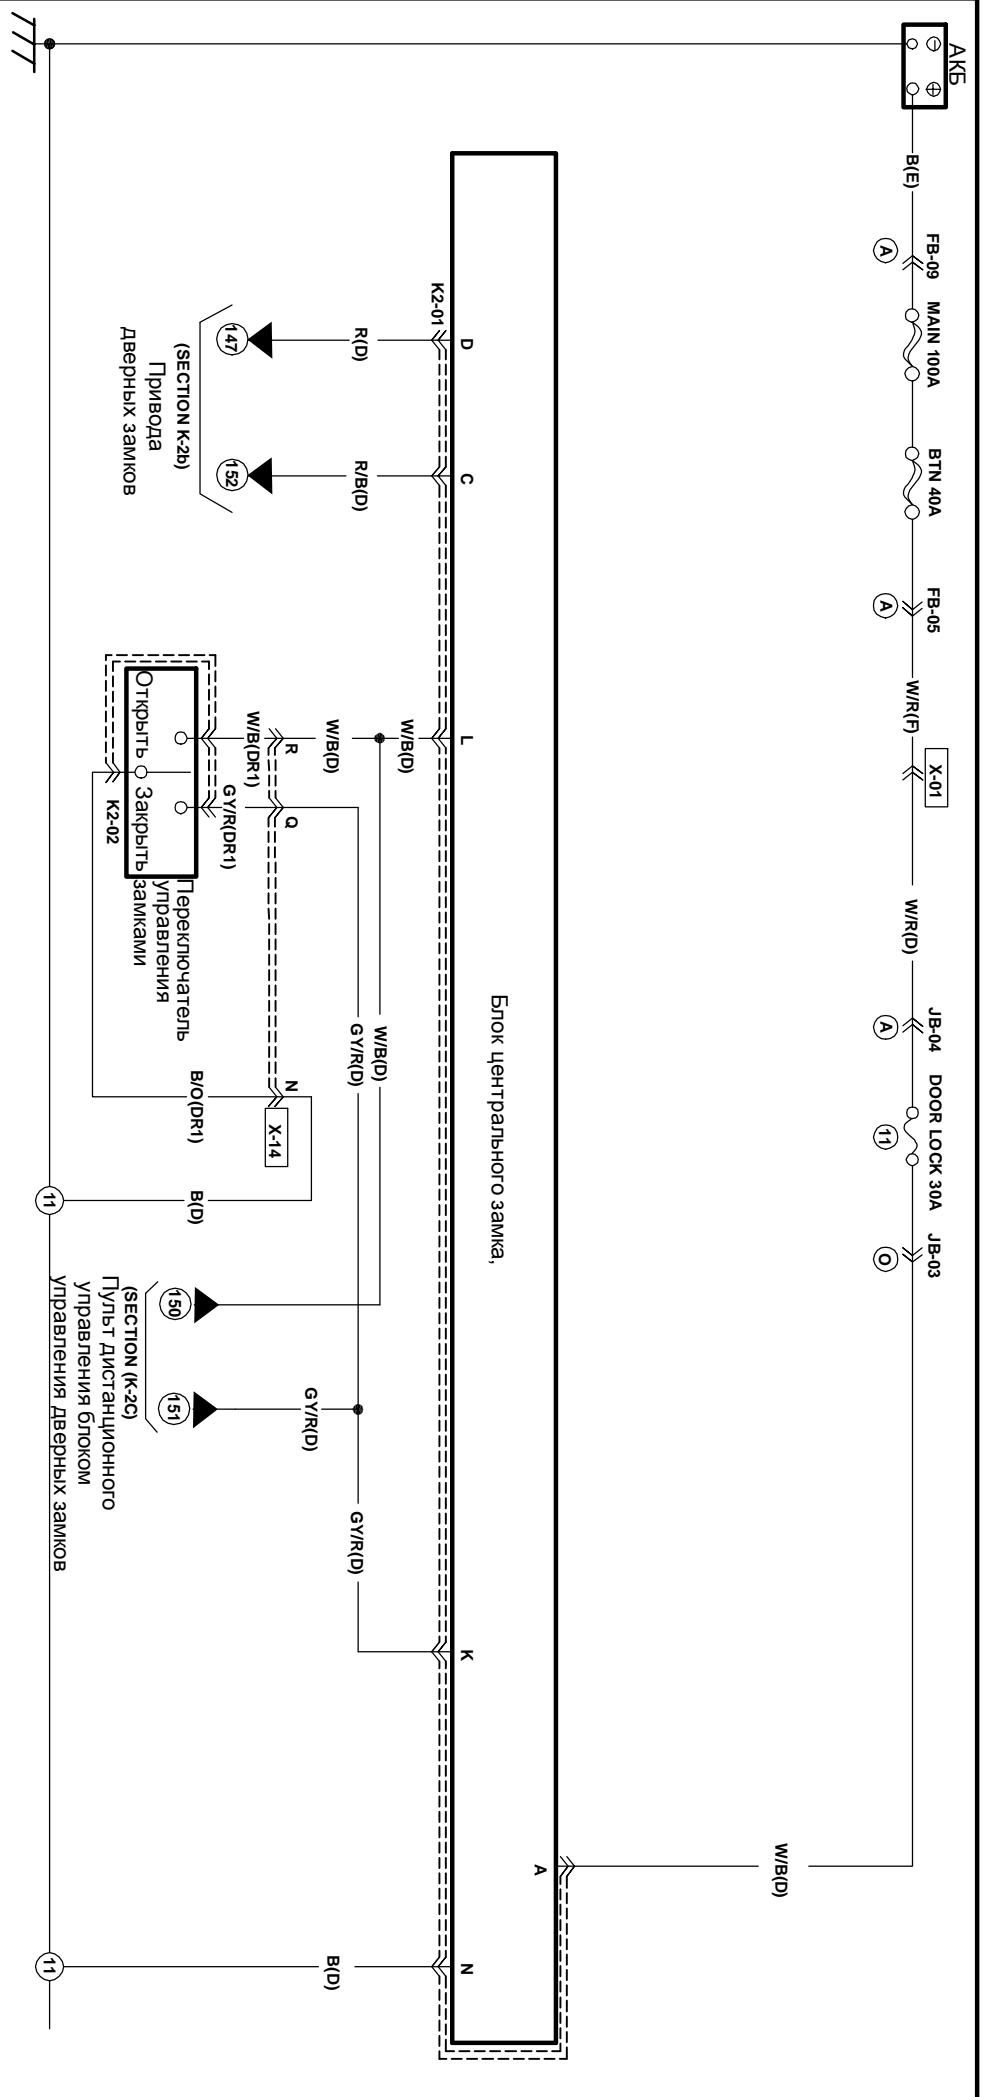 АКБ
B(E)
FB-09
A
MAIN 100A
BTN 40A
FB-05
A
W/R(F)
X-01
W/R(D)
JB-04
A
DOOR LOCK 30A
11
JB-03
O
W/B(D)
A
Блок центрального замка,
K2-01
D
C
L
K
N
R(D)
R/B(D)
147
152
(SECTION K-2b)
Привода
дверных замков
W/B(D)
W/B(D)
W/B(D)
R
W/B(DR1)
Q
GY/R(DR1)
GY/R(D)
GY/R(D)
GY/R(D)
N
X-14
B/O(DR1)
B(D)
11
Открыть
Закрыть
K2-02
Переключатель
управления
замками
150
151
(SECTION (K-2C)
Пульт дистанционного
управления блоком
управления дверных замков
B(D)
11